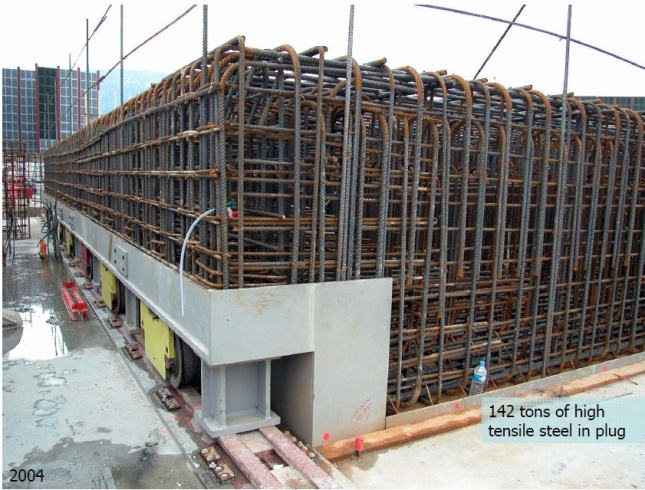 142 tons of high
tensile steel in plug
2004